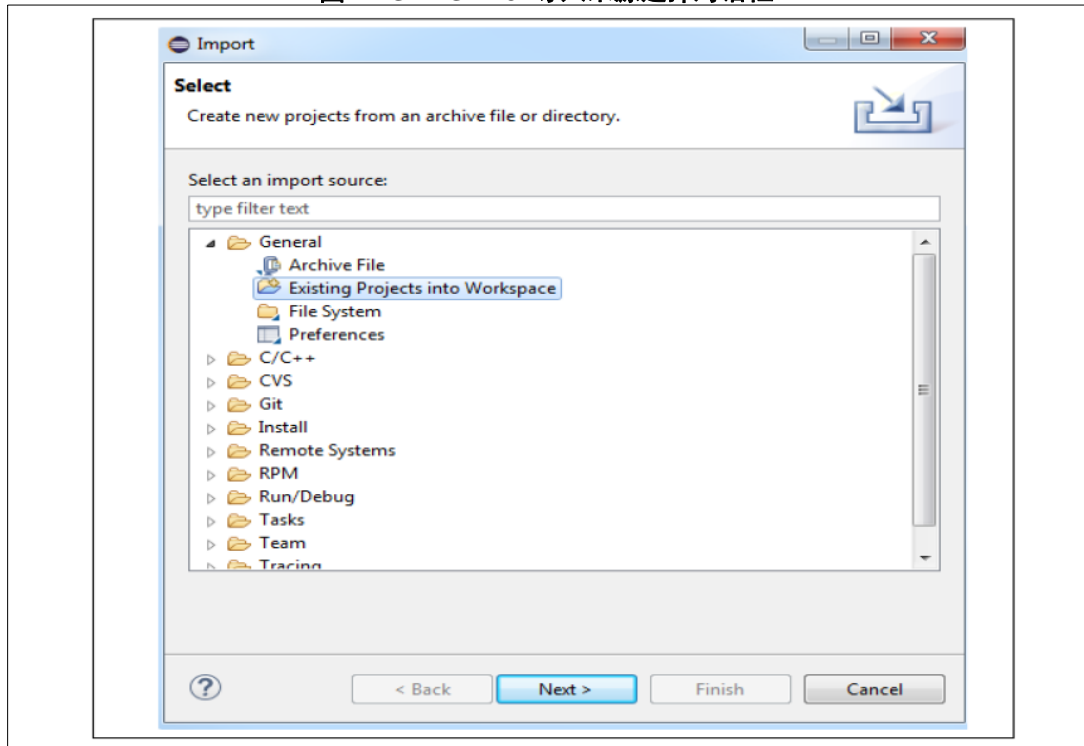 Import
Select
Create new projects from an archive file or directory.
Select an import source:
type filter text
General
Archive File
Existing Projects into Workspace
File System
Preferences
C/C++
CVS
Git
Install
Remote Systems
RPM
Run/Debug
Tasks
Team
Tracing
?
< Back
Next >
Finish
Cancel